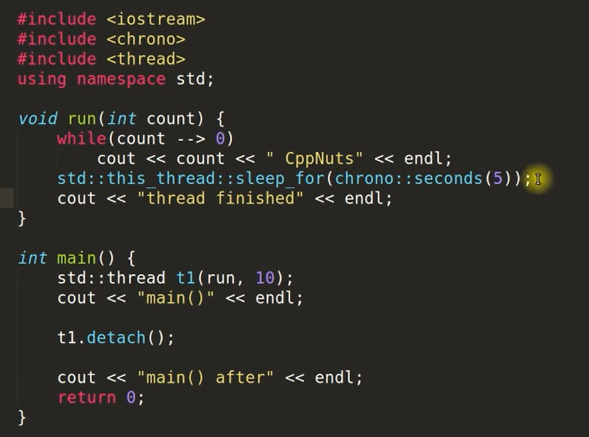 #include <iostream>
#include <chrono>
#include <thread>
using namespace std;
void run(int count) {
while(count --> 0)
cout << count << " CppNuts" << endl;
std::this_thread::sleep_for(chrono::seconds(5));
cout << "thread finished" << endl;
}
int main() {
std::thread t1(run, 10);
cout << "main()" << endl;
t1.detach();
cout << "main() after" << endl;
return 0;
}